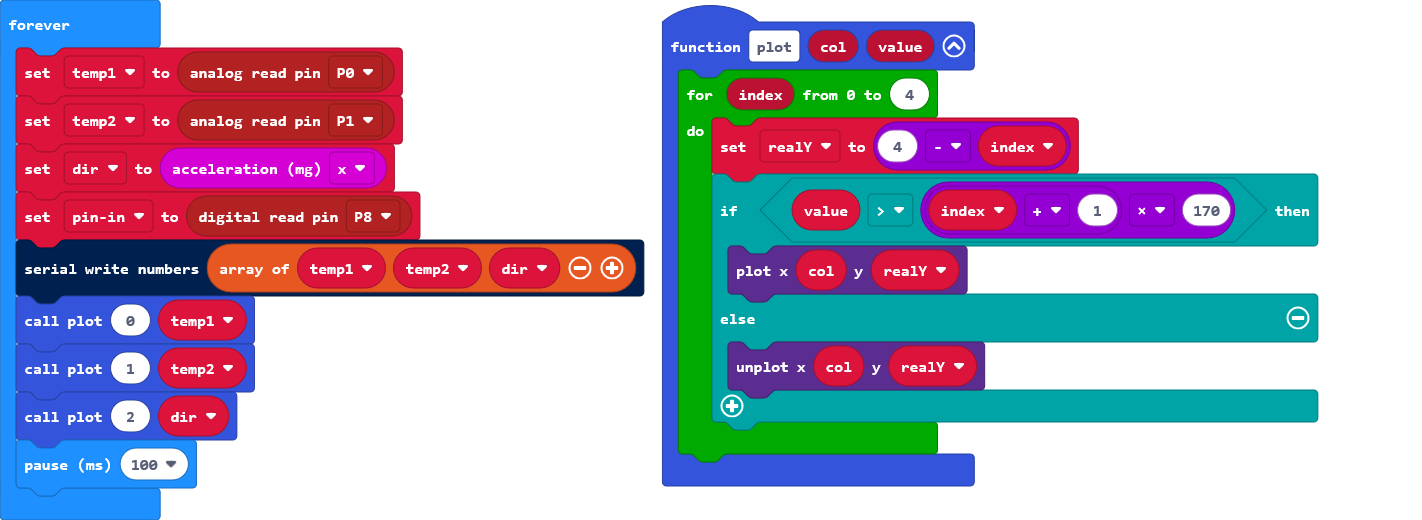 forever
set temp1 to analog read pin P0
set temp2 to analog read pin P1
set dir to acceleration (mg) x
set pin-in to digital read pin P8
serial write numbers array of temp1 temp2 dir
call plot 0 temp1
call plot 1 temp2
call plot 2 dir
pause (ms) 100
function plot col value
for index from 0 to 4
do
set realY to 4 - index
if value > index + 1 × 170 then
plot x col y realY
else
unplot x col y realY